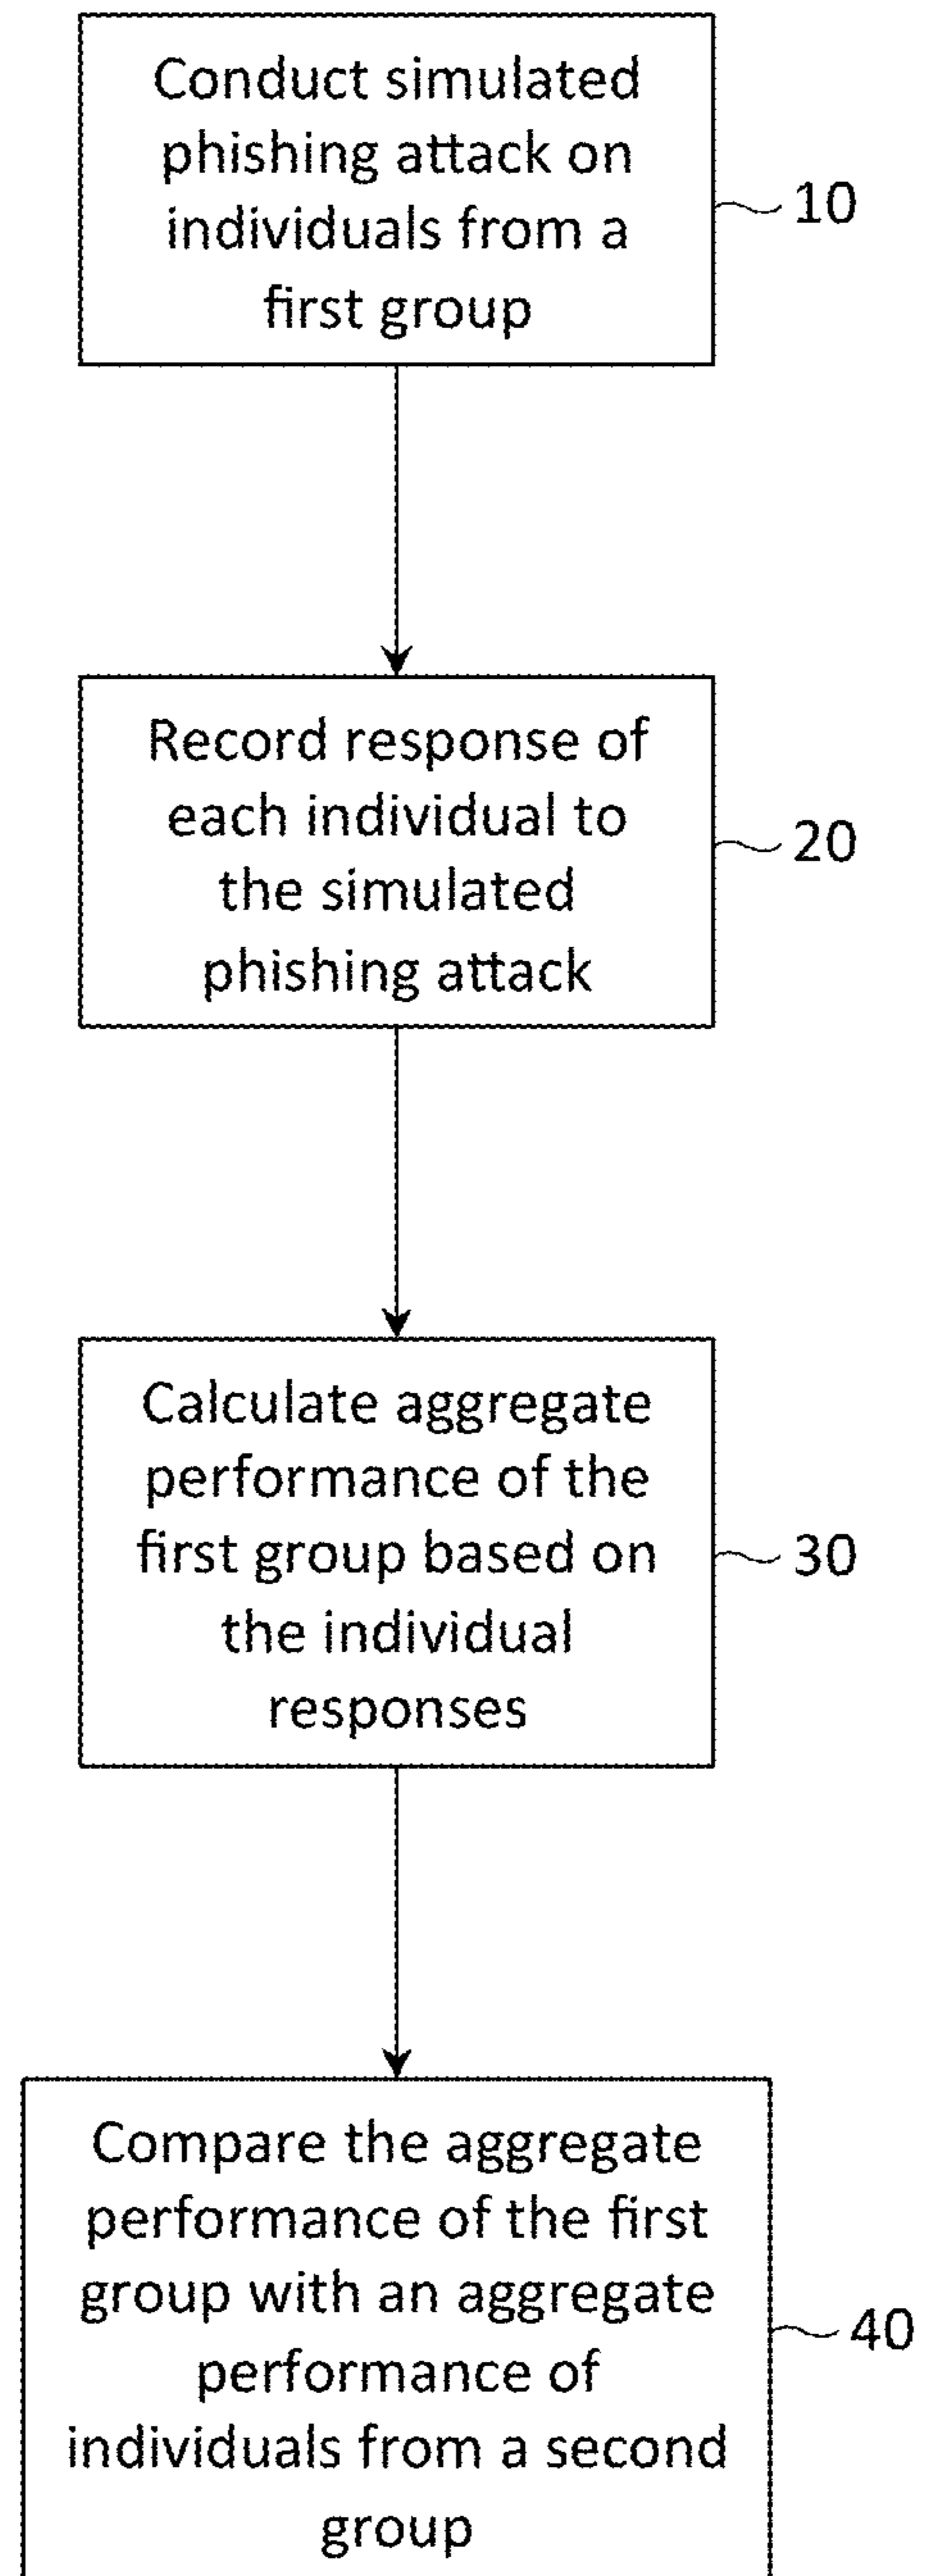 Conduct simulated
phishing attack on
individuals from a
first group
10
Record response of
each individual to
the simulated
phishing attack
20
Calculate aggregate
performance of the
first group based on
the individual
responses
30
Compare the aggregate
performance of the first
group with an aggregate
performance of
individuals from a second
group
40